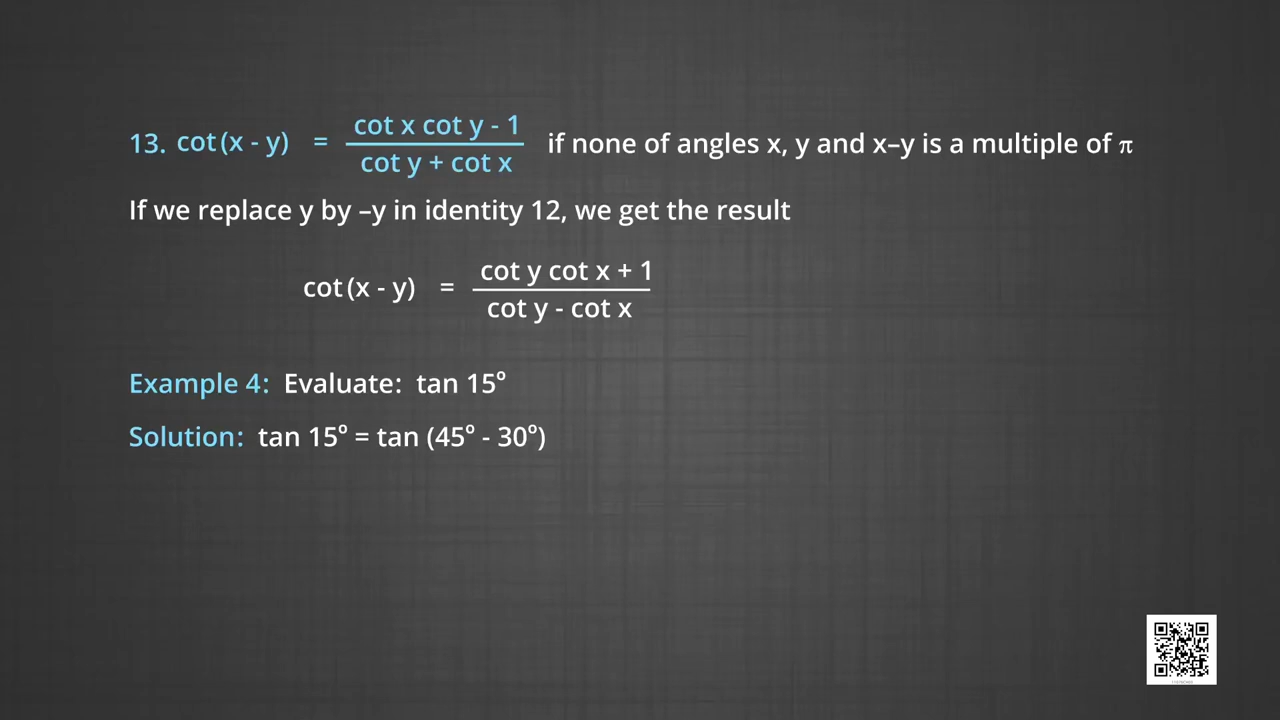 13. cot (x - y) = cot x cot y - 1 / cot y + cot x if none of angles x, y and x–y is a multiple of π
If we replace y by –y in identity 12, we get the result
cot (x - y) = cot y cot x + 1 / cot y - cot x
Example 4: Evaluate: tan 15°
Solution: tan 15° = tan (45° - 30°)